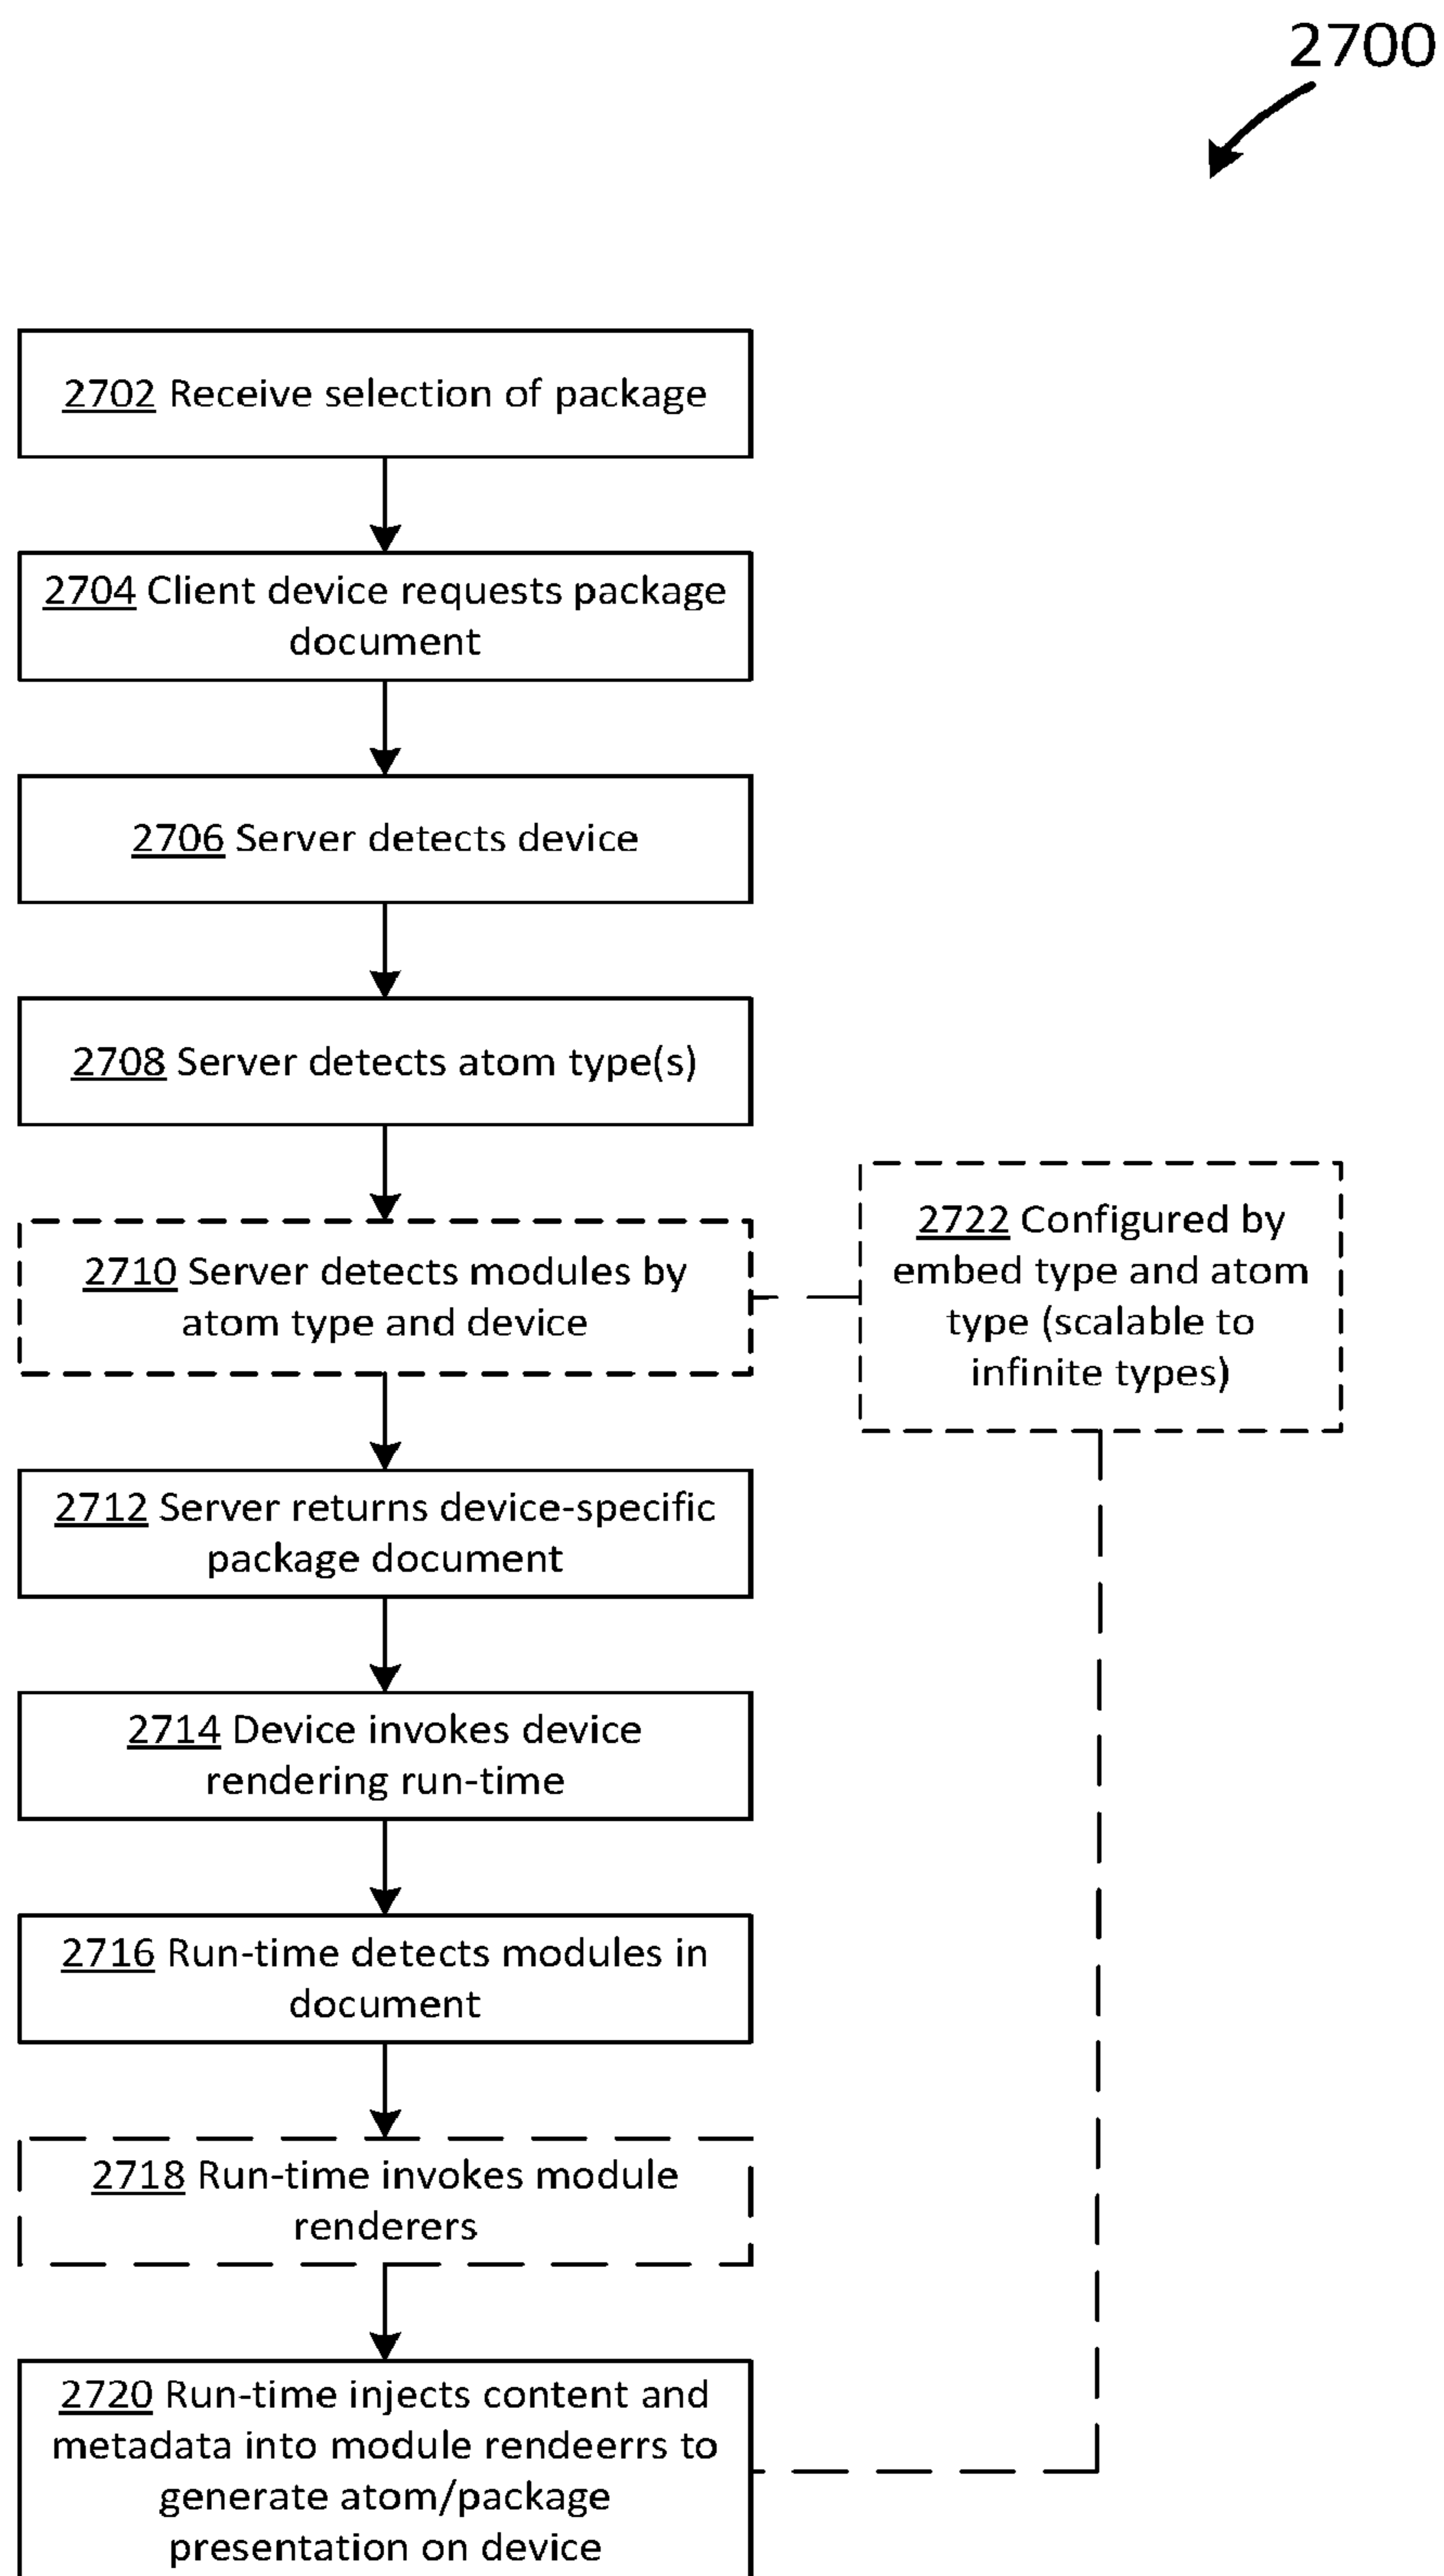 2700
2702 Receive selection of package
2704 Client device requests package
document
2706 Server detects device
2708 Server detects atom type(s)
2710 Server detects modules by
atom type and device
2722 Configured by
embed type and atom
type (scalable to
infinite types)
2712 Server returns device-specific
package document
2714 Device invokes device
rendering run-time
2716 Run-time detects modules in
document
2718 Run-time invokes module
renderers
2720 Run-time injects content and
metadata into module rendeerrs to
generate atom/package
presentation on device